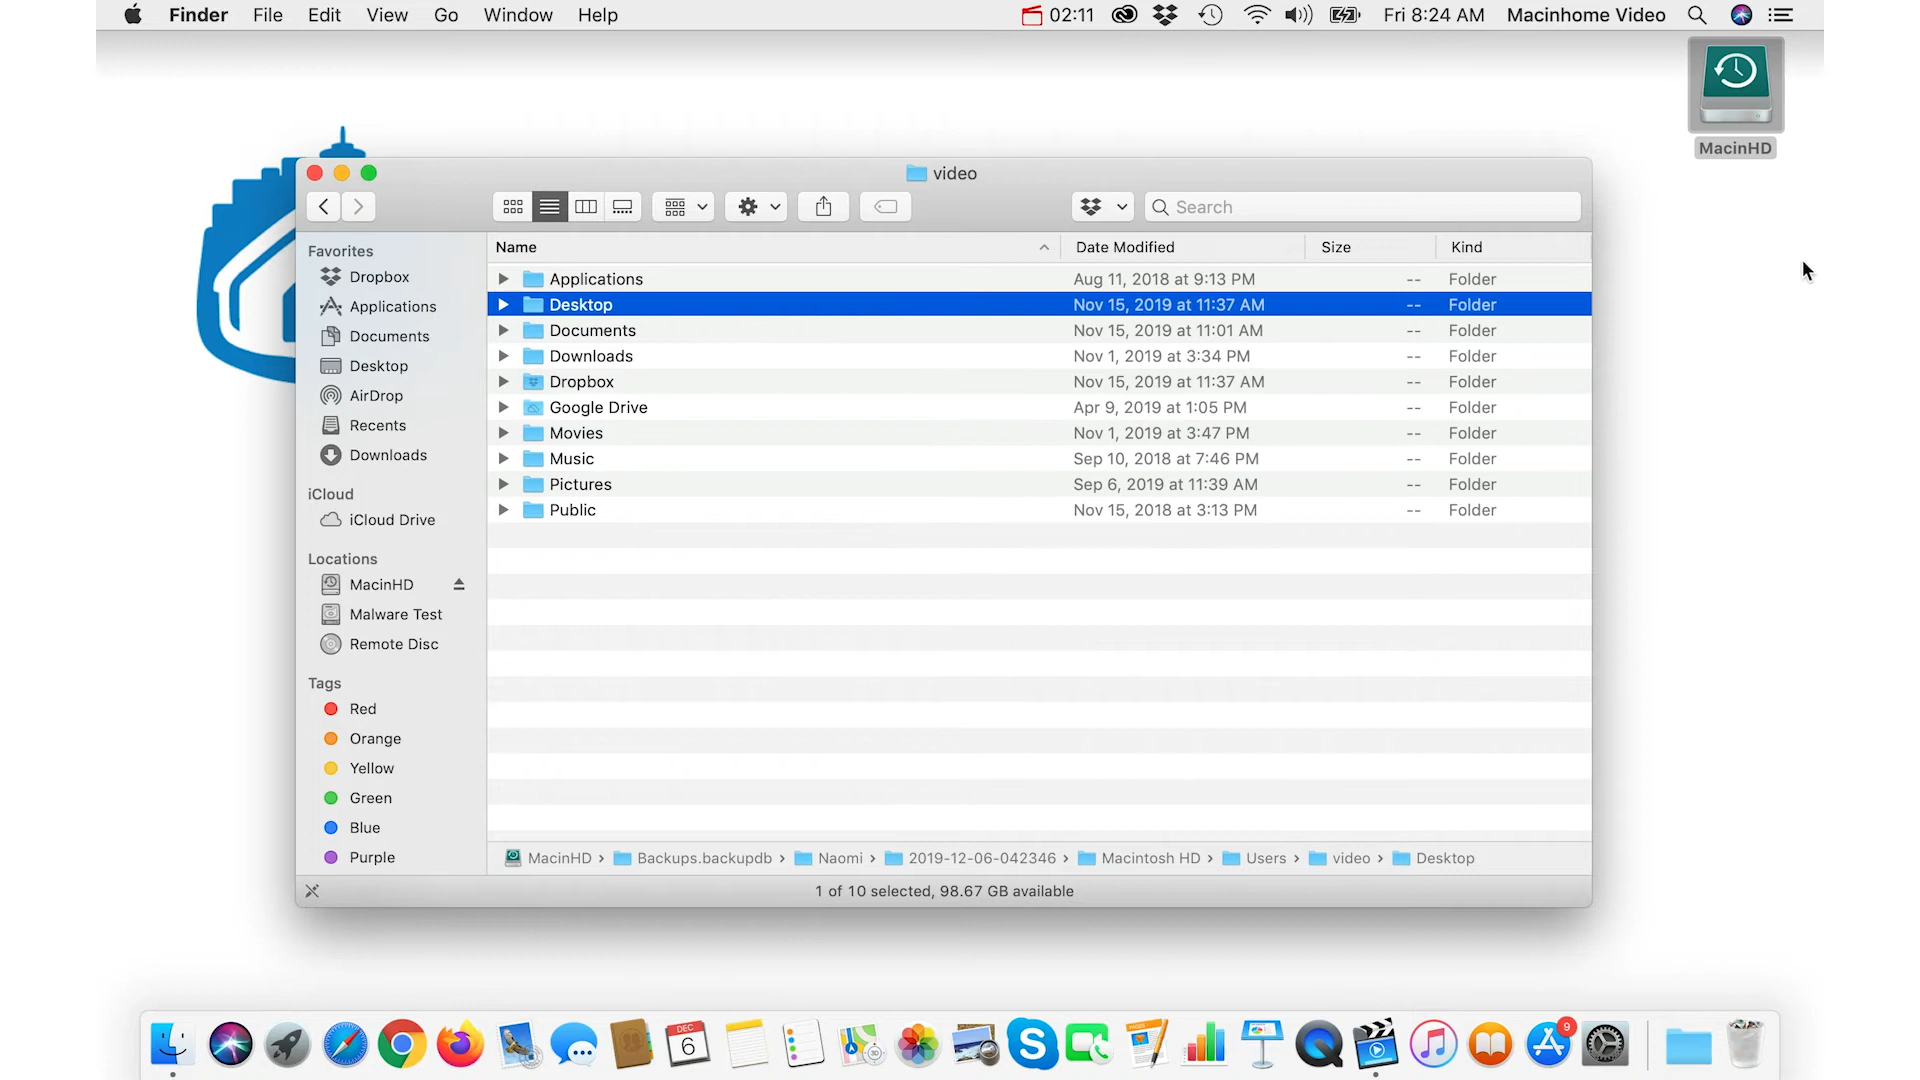 Finder File Edit View Go Window Help 02:11 Fri 8:24 AM Macinhome Video
MacinHD
video
Search
Favorites
Dropbox
Applications
Documents
Desktop
AirDrop
Recents
Downloads
iCloud
iCloud Drive
Locations
MacinHD
Malware Test
Remote Disc
Tags
Red
Orange
Yellow
Green
Blue
Purple
Name Date Modified Size Kind
Applications Aug 11, 2018 at 9:13 PM -- Folder
Desktop Nov 15, 2019 at 11:37 AM -- Folder
Documents Nov 15, 2019 at 11:01 AM -- Folder
Downloads Nov 1, 2019 at 3:34 PM -- Folder
Dropbox Nov 15, 2019 at 11:37 AM -- Folder
Google Drive Apr 9, 2019 at 1:05 PM -- Folder
Movies Nov 1, 2019 at 3:47 PM -- Folder
Music Sep 10, 2018 at 7:46 PM -- Folder
Pictures Sep 6, 2019 at 11:39 AM -- Folder
Public Nov 15, 2018 at 3:13 PM -- Folder
MacinHD › Backups.backupdb › Naomi › 2019-12-06-042346 › Macintosh HD › Users › video › Desktop
1 of 10 selected, 98.67 GB available
DEC
6
3D
PAGES
9